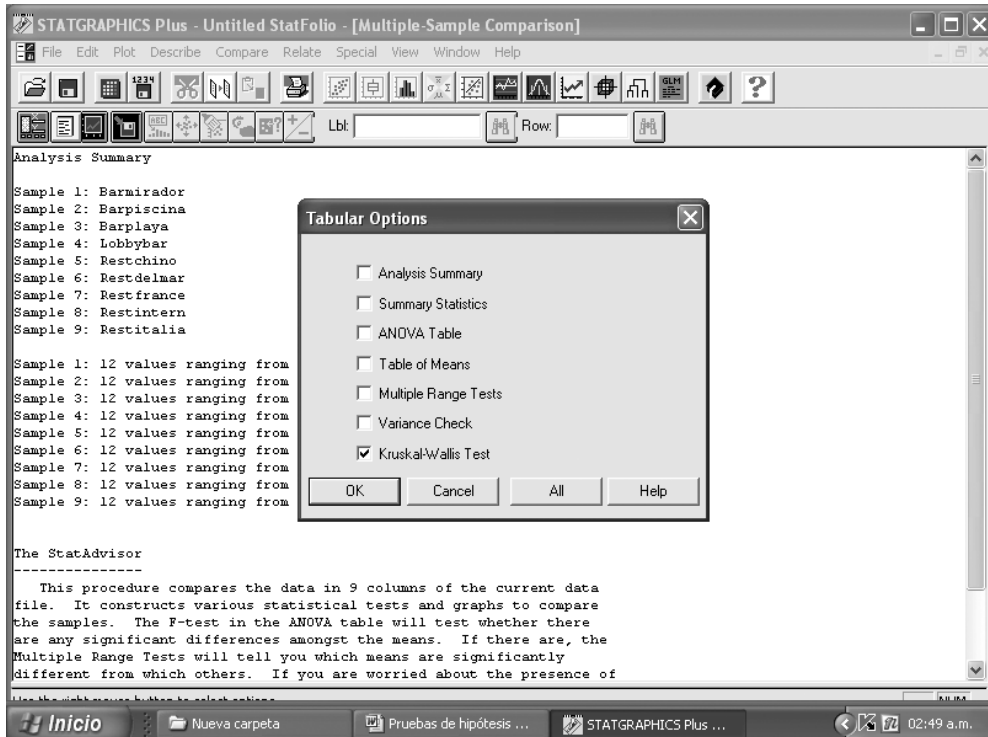 STATGRAPHICS Plus - Untitled StatFolio - [Multiple-Sample Comparison]
File Edit Plot Describe Compare Relate Special View Window Help
Lbl: Row:
Analysis Summary
Sample 1: Barmirador
Sample 2: Barpiscina
Sample 3: Barplaya
Sample 4: Lobbybar
Sample 5: Restchino
Sample 6: Restdelmar
Sample 7: Restfrance
Sample 8: Restintern
Sample 9: Restitalia
Sample 1: 12 values ranging from
Sample 2: 12 values ranging from
Sample 3: 12 values ranging from
Sample 4: 12 values ranging from
Sample 5: 12 values ranging from
Sample 6: 12 values ranging from
Sample 7: 12 values ranging from
Sample 8: 12 values ranging from
Sample 9: 12 values ranging from
Tabular Options
Analysis Summary
Summary Statistics
ANOVA Table
Table of Means
Multiple Range Tests
Variance Check
Kruskal-Wallis Test
OK Cancel All Help
The StatAdvisor
---------------
This procedure compares the data in 9 columns of the current data
file. It constructs various statistical tests and graphs to compare
the samples. The F-test in the ANOVA table will test whether there
are any significant differences amongst the means. If there are, the
Multiple Range Tests will tell you which means are significantly
different from which others. If you are worried about the presence of
Inicio Nueva carpeta Pruebas de hipótesis ... STATGRAPHICS Plus ... 02:49 a.m.